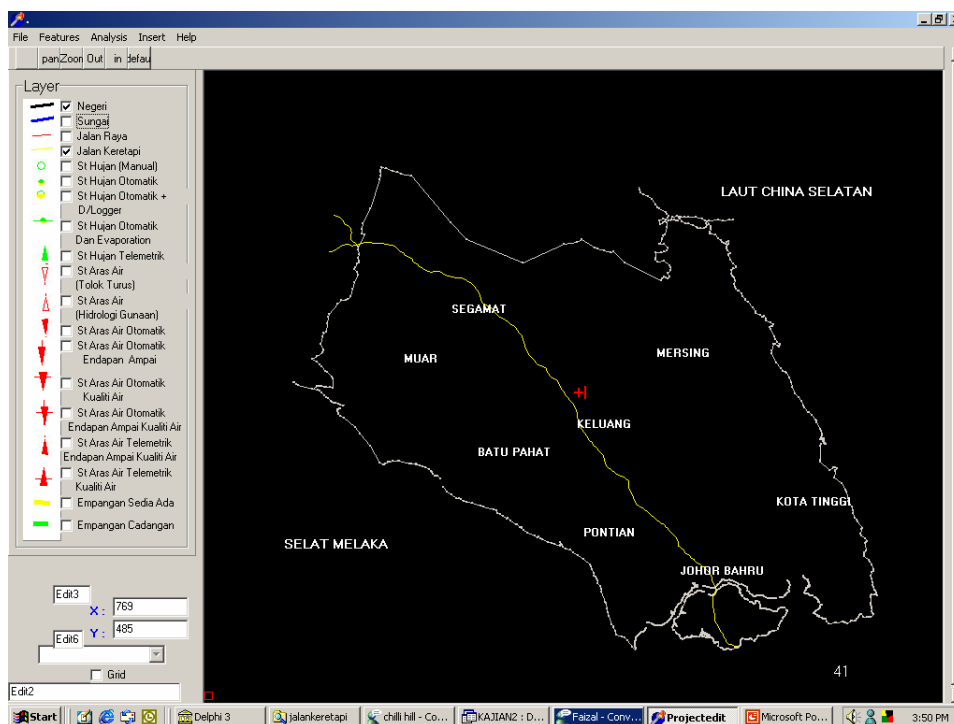 .
File Features Analysis Insert Help
pan Zoon Out in defau
Layer
Negeri
Sungai
Jalan Raya
Jalan Keretapi
St Hujan (Manual)
St Hujan Otomatik
St Hujan Otomatik +
D/Logger
St Hujan Otomatik
Dan Evaporation
St Hujan Telemetrik
St Aras Air
(Tolok Turus)
St Aras Air
(Hidrologi Gunaan)
St Aras Air Otomatik
St Aras Air Otomatik
Endapan Ampai
St Aras Air Otomatik
Kualiti Air
St Aras Air Otomatik
Endapan Ampai Kualiti Air
St Aras Air Telemetrik
Endapan Ampai Kualiti Air
St Aras Air Telemetrik
Kualiti Air
Empangan Sedia Ada
Empangan Cadangan
LAUT CHINA SELATAN
SEGAMAT
MUAR
MERSING
KELUANG
BATU PAHAT
KOTA TINGGI
PONTIAN
SELAT MELAKA
JOHOR BAHRU
41
Edit3
X : 769
Y : 485
Edit6
Grid
Edit2
Start Delphi 3 jalankeretapi chilli hill - Co... KAJIAN2 : D... Faizal - Conv... Projectedit Microsoft Po... 3:50 PM